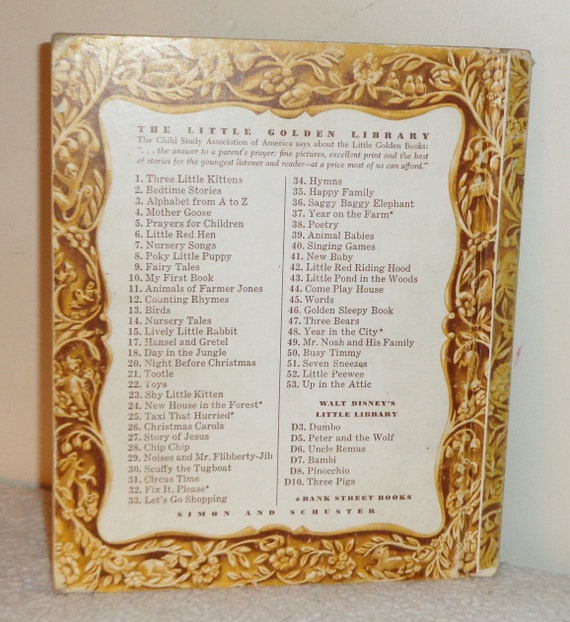 THE LITTLE GOLDEN LIBRARY
The Child Study Association of America says about the Little Golden Books:
". . . the answer to a parent's prayer: fine pictures, excellent print and the best
of stories for the youngest listener and reader—at a price most of us can afford."
1. Three Little Kittens
2. Bedtime Stories
3. Alphabet from A to Z
4. Mother Goose
5. Prayers for Children
6. Little Red Hen
7. Nursery Songs
8. Poky Little Puppy
9. Fairy Tales
10. My First Book
11. Animals of Farmer Jones
12. Counting Rhymes
13. Birds
14. Nursery Tales
15. Lively Little Rabbit
17. Hansel and Gretel
18. Day in the Jungle
20. Night Before Christmas
21. Tootle
22. Toys
23. Shy Little Kitten
24. New House in the Forest*
25. Taxi That Hurried*
26. Christmas Carols
27. Story of Jesus
28. Chip Chip
29. Noises and Mr. Flibberty-Jib
30. Scuffy the Tugboat
31. Circus Time
32. Fix It, Please*
33. Let's Go Shopping
34. Hymns
35. Happy Family
36. Saggy Baggy Elephant
37. Year on the Farm*
38. Poetry
39. Animal Babies
40. Singing Games
41. New Baby
42. Little Red Riding Hood
43. Little Pond in the Woods
44. Come Play House
45. Words
46. Golden Sleepy Book
47. Three Bears
48. Year in the City*
49. Mr. Noah and His Family
50. Busy Timmy
51. Seven Sneezes
52. Little Peewee
53. Up in the Attic
WALT DISNEY'S
LITTLE LIBRARY
D3. Dumbo
D5. Peter and the Wolf
D6. Uncle Remus
D7. Bambi
D8. Pinocchio
D10. Three Pigs
*BANK STREET BOOKS
SIMON AND SCHUSTER